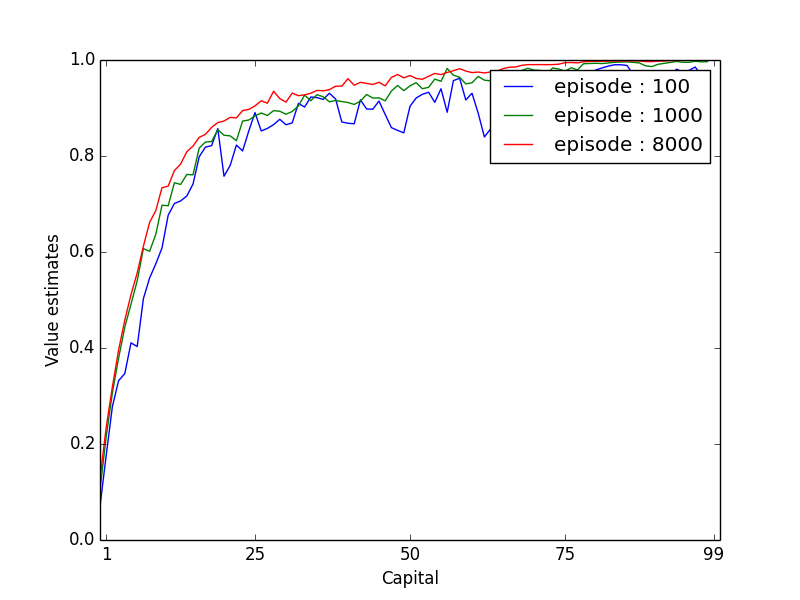 1.0
0.8
0.6
0.4
0.2
0.0
Value estimates
episode : 100
episode : 1000
episode : 8000
1 25 50 75 99
Capital